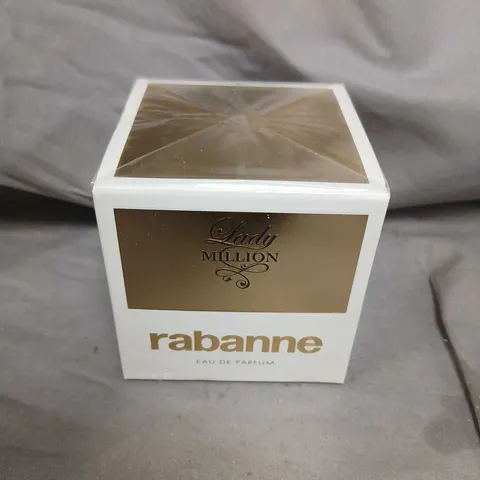 Lady
MILLION
rabanne
EAU DE PARFUM